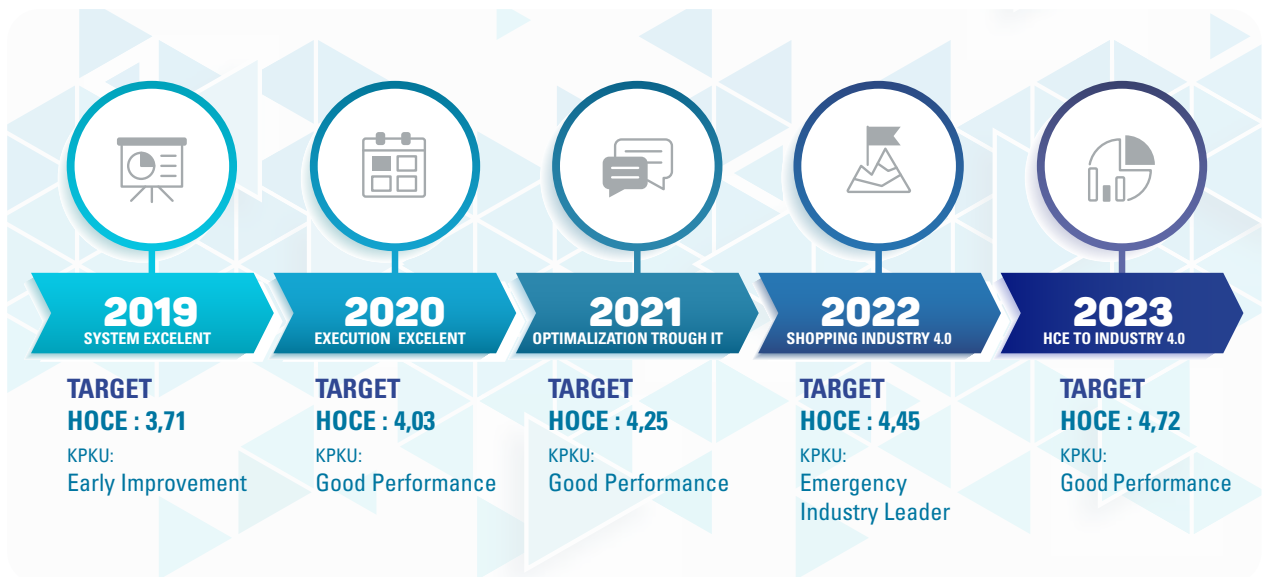 2019
SYSTEM EXCELENT
TARGET
HOCE : 3,71
KPKU:
Early Improvement
2020
EXECUTION EXCELENT
TARGET
HOCE : 4,03
KPKU:
Good Performance
2021
OPTIMALIZATION TROUGH IT
TARGET
HOCE : 4,25
KPKU:
Good Performance
2022
SHOPPING INDUSTRY 4.0
TARGET
HOCE : 4,45
KPKU:
Emergency
Industry Leader
2023
HCE TO INDUSTRY 4.0
TARGET
HOCE : 4,72
KPKU:
Good Performance